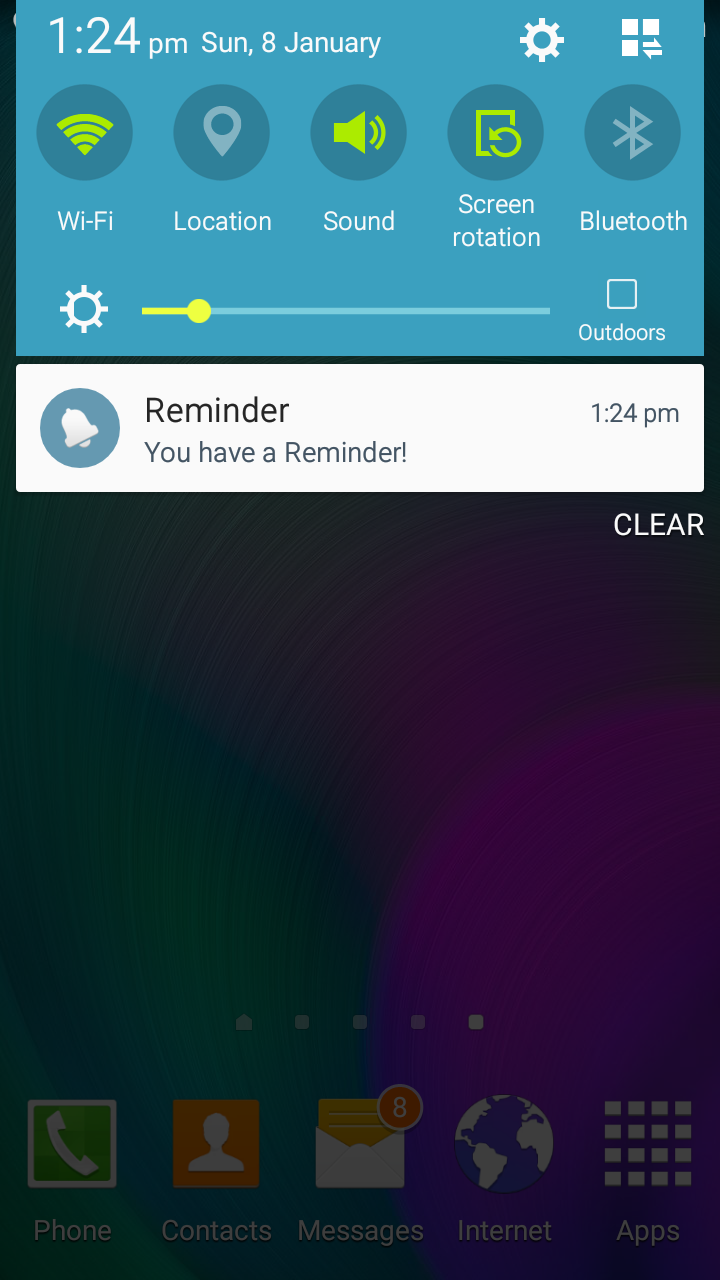 1:24 pm Sun, 8 January
Wi-Fi
Location
Sound
Screen
rotation
Bluetooth
Outdoors
Reminder
1:24 pm
You have a Reminder!
CLEAR
8
Phone
Contacts
Messages
Internet
Apps